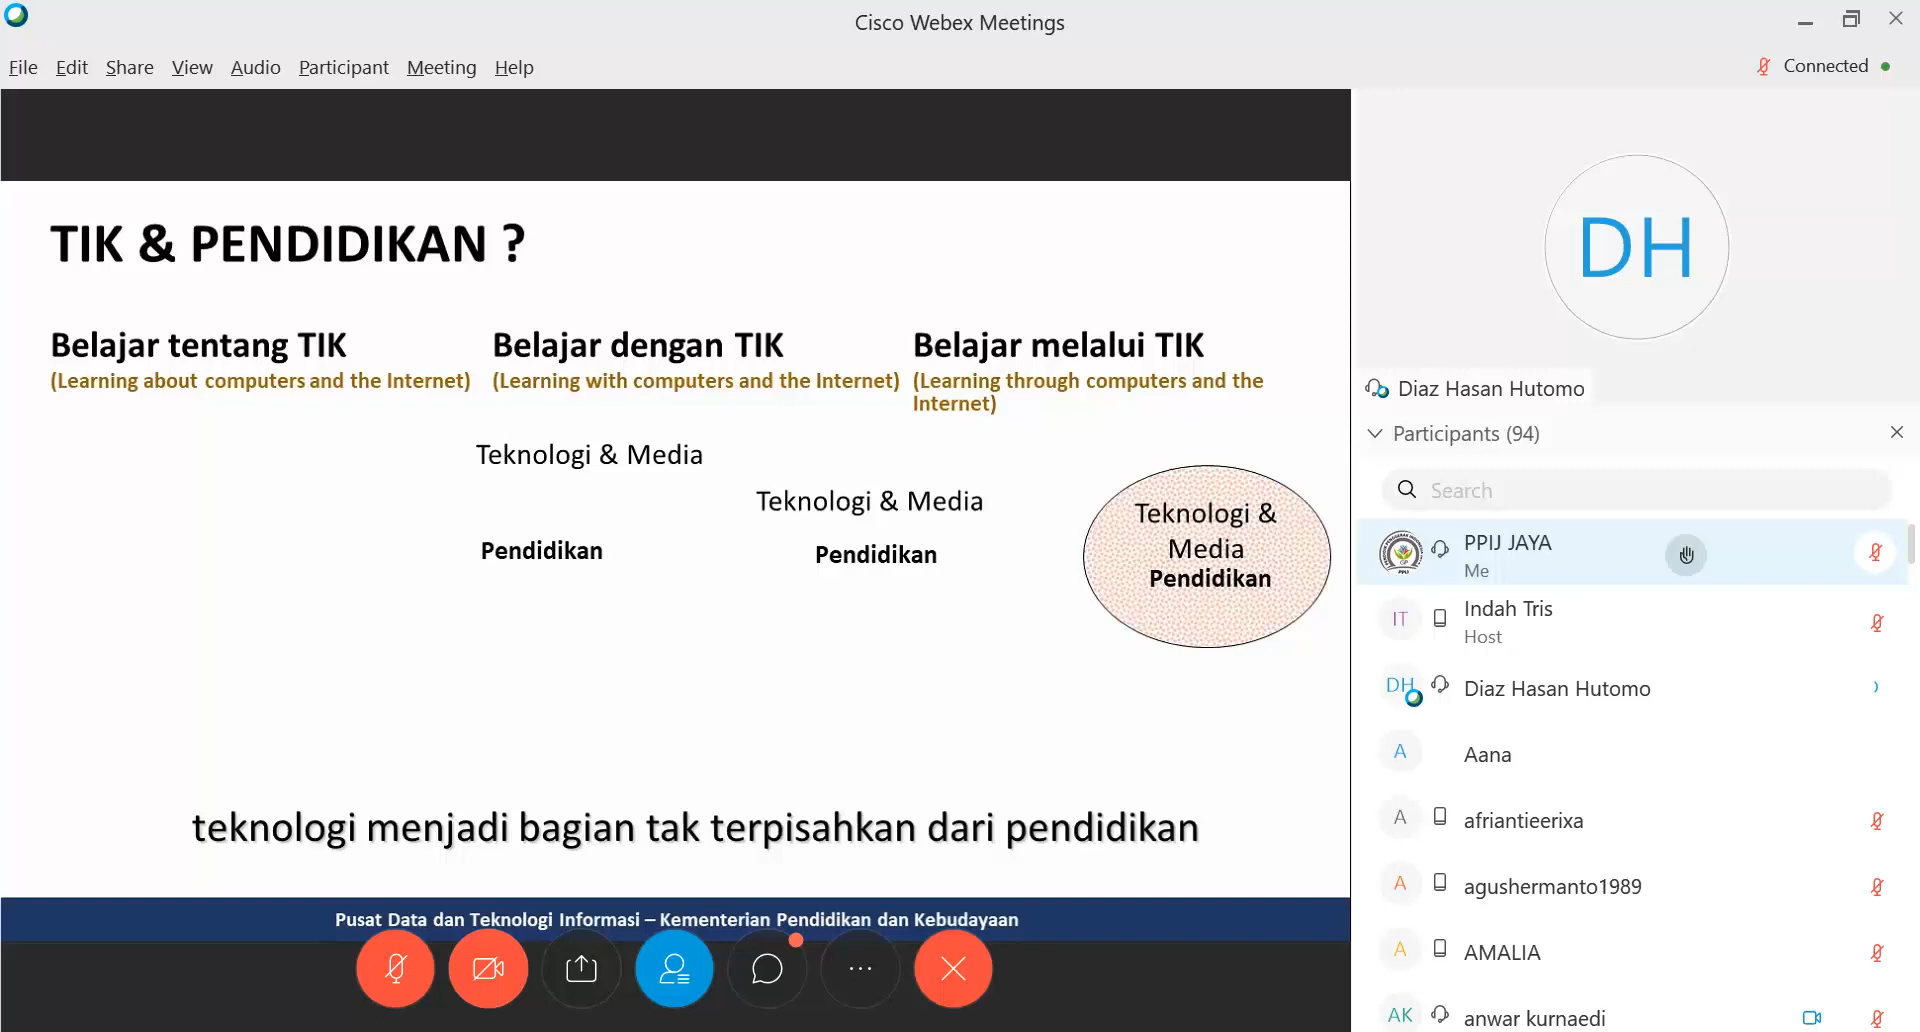 Cisco Webex Meetings
File Edit Share View Audio Participant Meeting Help
Connected
TIK & PENDIDIKAN ?
Belajar tentang TIK
(Learning about computers and the Internet)
Belajar dengan TIK
(Learning with computers and the Internet)
Belajar melalui TIK
(Learning through computers and the
Internet)
Teknologi & Media
Pendidikan
Teknologi & Media
Pendidikan
Teknologi &
Media
Pendidikan
teknologi menjadi bagian tak terpisahkan dari pendidikan
Pusat Data dan Teknologi Informasi – Kementerian Pendidikan dan Kebudayaan
DH
Diaz Hasan Hutomo
Participants (94)
Search
PPIJ JAYA
Me
IT
Indah Tris
Host
DH
Diaz Hasan Hutomo
A
Aana
A
afriantieerixa
A
agushermanto1989
A
AMALIA
AK
anwar kurnaedi